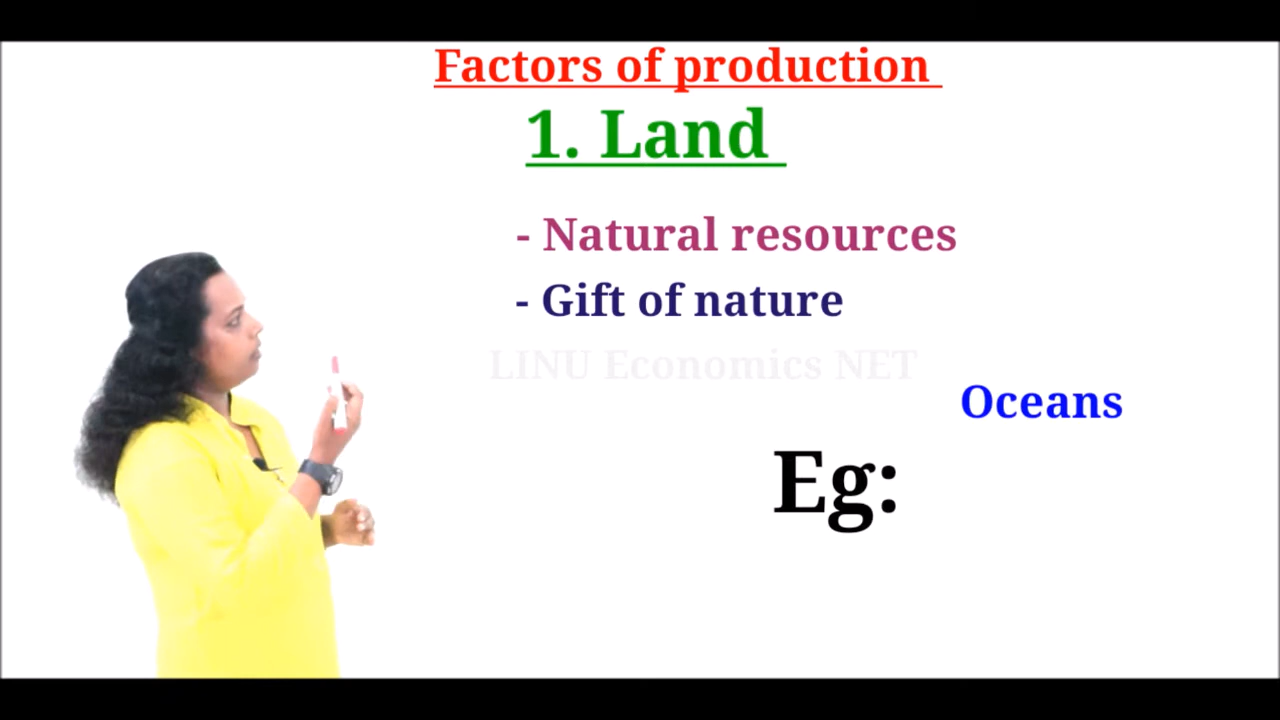 Factors of production
1. Land
- Natural resources
- Gift of nature
LINU Economics NET
Oceans
Eg: